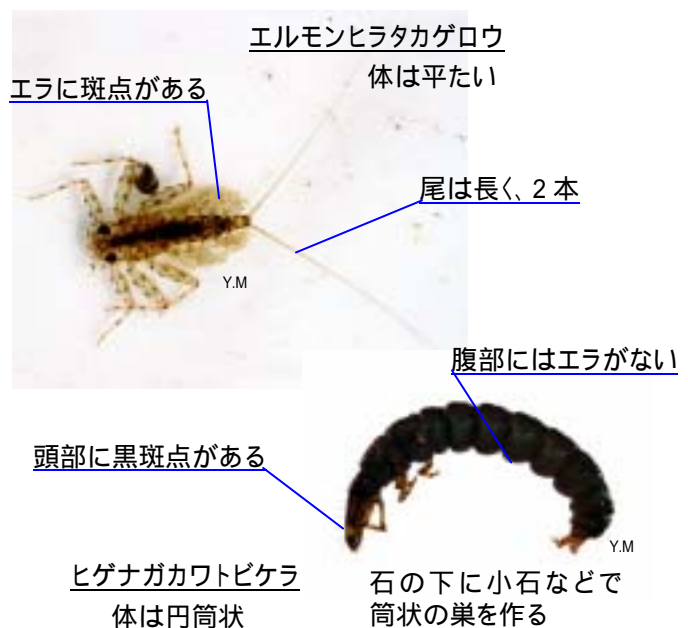 エルモンヒラタカゲロウ
体は平たい
エラに斑点がある
尾は長く、2本
Y.M
腹部にはエラがない
頭部に黒斑点がある
Y.M
ヒゲナガカワトビケラ
体は円筒状
石の下に小石などで
筒状の巣を作る